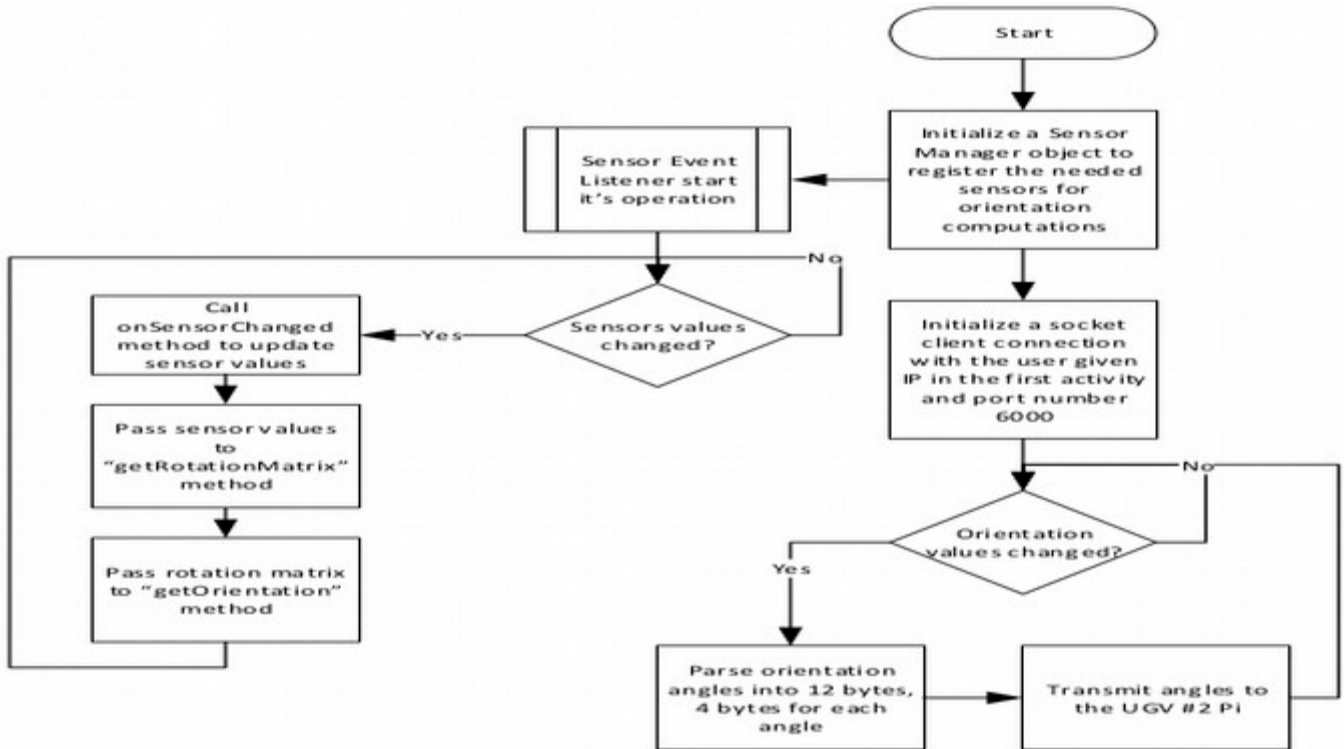 Start
Initialize a Sensor
Manager object to
register the needed
sensors for
orientation
computations
Sensor Event
Listener start
it's operation
No
Sensors values
changed?
Yes
Call
onSensorChanged
method to update
sensor values
Pass sensor values
to
“getRotationMatrix”
method
Pass rotation matrix
to “getOrientation”
method
Initialize a socket
client connection
with the user given
IP in the first activity
and port number
6000
No
Orientation
values changed?
Yes
Parse orientation
angles into 12 bytes,
4 bytes for each
angle
Transmit angles to
the UGV #2 Pi